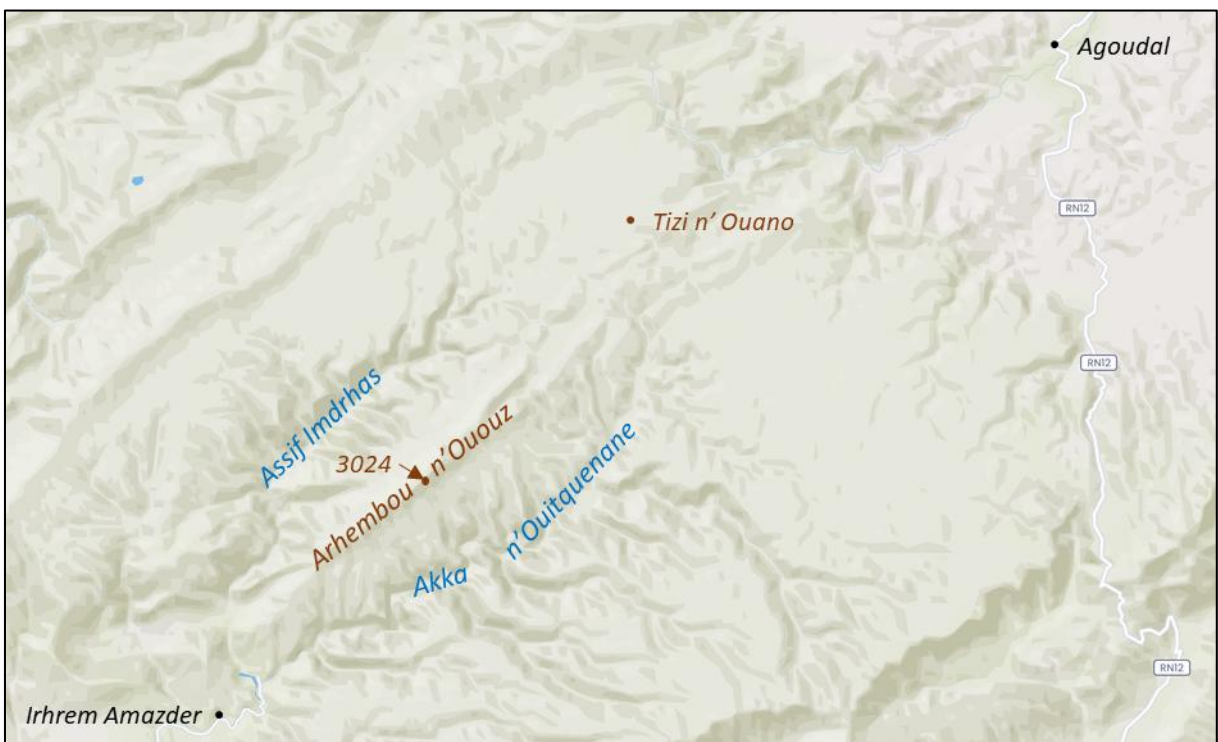 Agoudal
RN12
Tizi n’ Ouano
RN12
Assif Imdrhas
3024
Arhembou n’Ououz
Akka n’Ouitquenane
RN12
Irhrem Amazder